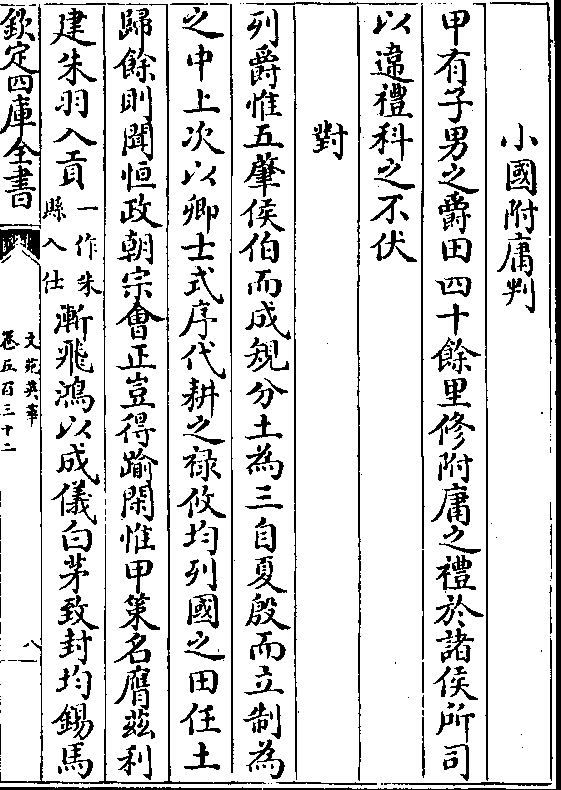 小國附庸判
甲有子男之爵田四十餘里修附庸之禮於諸侯所司
以違禮科之不伏
對
列爵惟五肇侯伯而成規分土為三自夏殷而立制為
之中上次以卿士式序代耕之禄攸均列國之田任土
歸餘則聞恒政朝宗會正豈得踰閑惟甲策名膺茲利
建朱羽入貢一作朱縣入仕漸飛鴻以成儀白茅致封均錫馬
欽定四庫全書
文苑英華
卷五百三十二
八